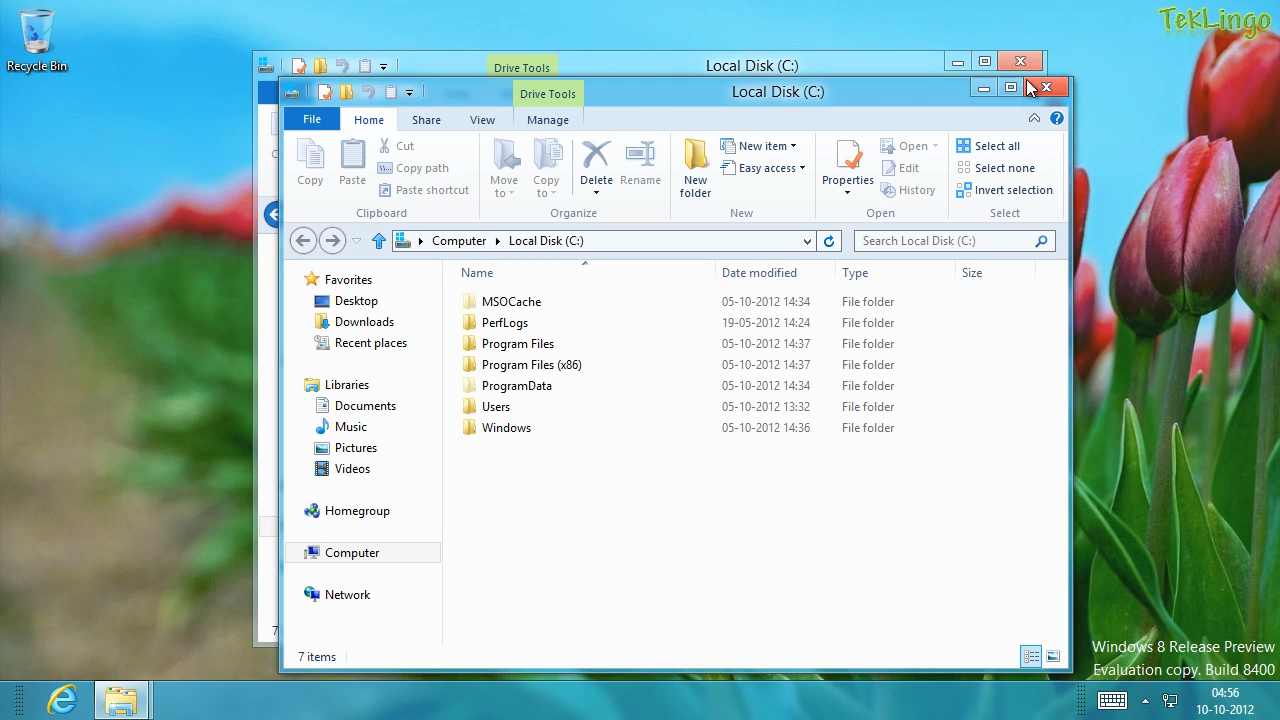 TekLingo
Recycle Bin
Drive Tools
Local Disk (C:)
Drive Tools
Local Disk (C:)
File
Home
Share
View
Manage
Copy
Paste
Cut
Copy path
Paste shortcut
Clipboard
Move to
Copy to
Delete
Rename
Organize
New folder
New item
Easy access
New
Properties
Open
Edit
History
Open
Select all
Select none
Invert selection
Select
Computer
Local Disk (C:)
Search Local Disk (C:)
Favorites
Desktop
Downloads
Recent places
Libraries
Documents
Music
Pictures
Videos
Homegroup
Computer
Network
Name Date modified Type Size
MSOCache 05-10-2012 14:34 File folder
PerfLogs 19-05-2012 14:24 File folder
Program Files 05-10-2012 14:37 File folder
Program Files (x86) 05-10-2012 14:37 File folder
ProgramData 05-10-2012 14:34 File folder
Users 05-10-2012 13:32 File folder
Windows 05-10-2012 14:36 File folder
7
7 items
Windows 8 Release Preview
Evaluation copy. Build 8400
04:56
10-10-2012